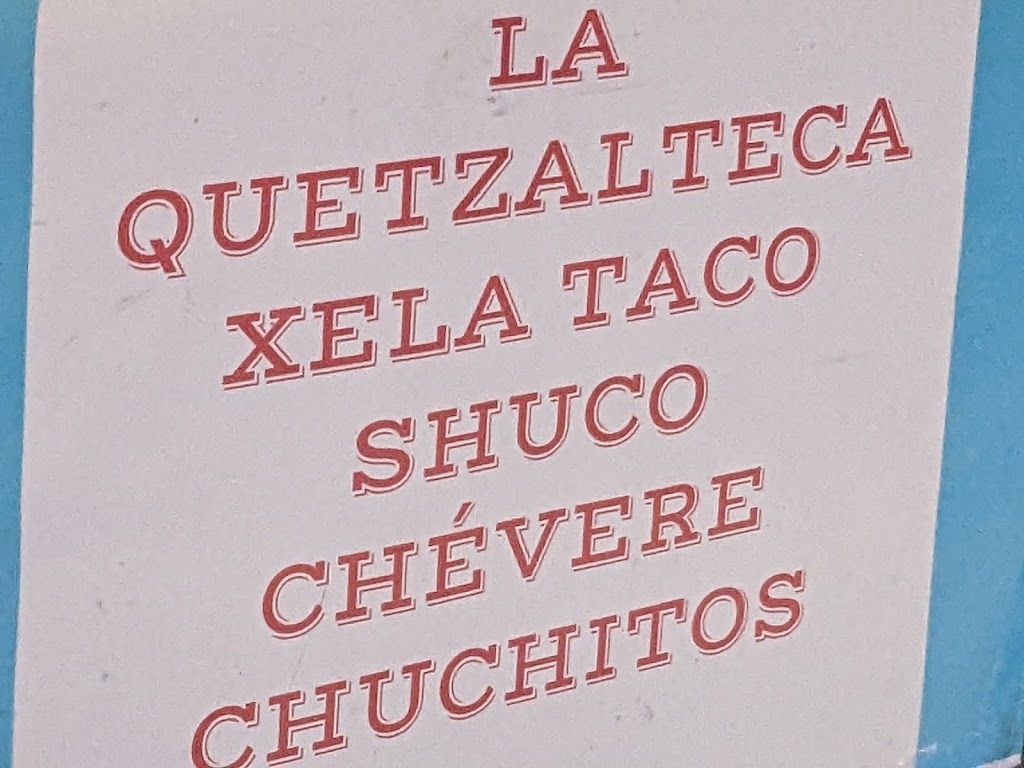 LA
QUETZALTECA
XELA TACO
SHUCO
CHÉVERE
CHUCHITOS